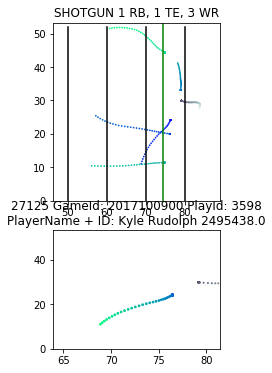 SHOTGUN 1 RB, 1 TE, 3 WR
50
40
30
20
10
0
50 60 70 80
27125 GameId: 2017100900 PlayId: 3598
PlayerName + ID: Kyle Rudolph 2495438.0
40
20
0
65 70 75 80